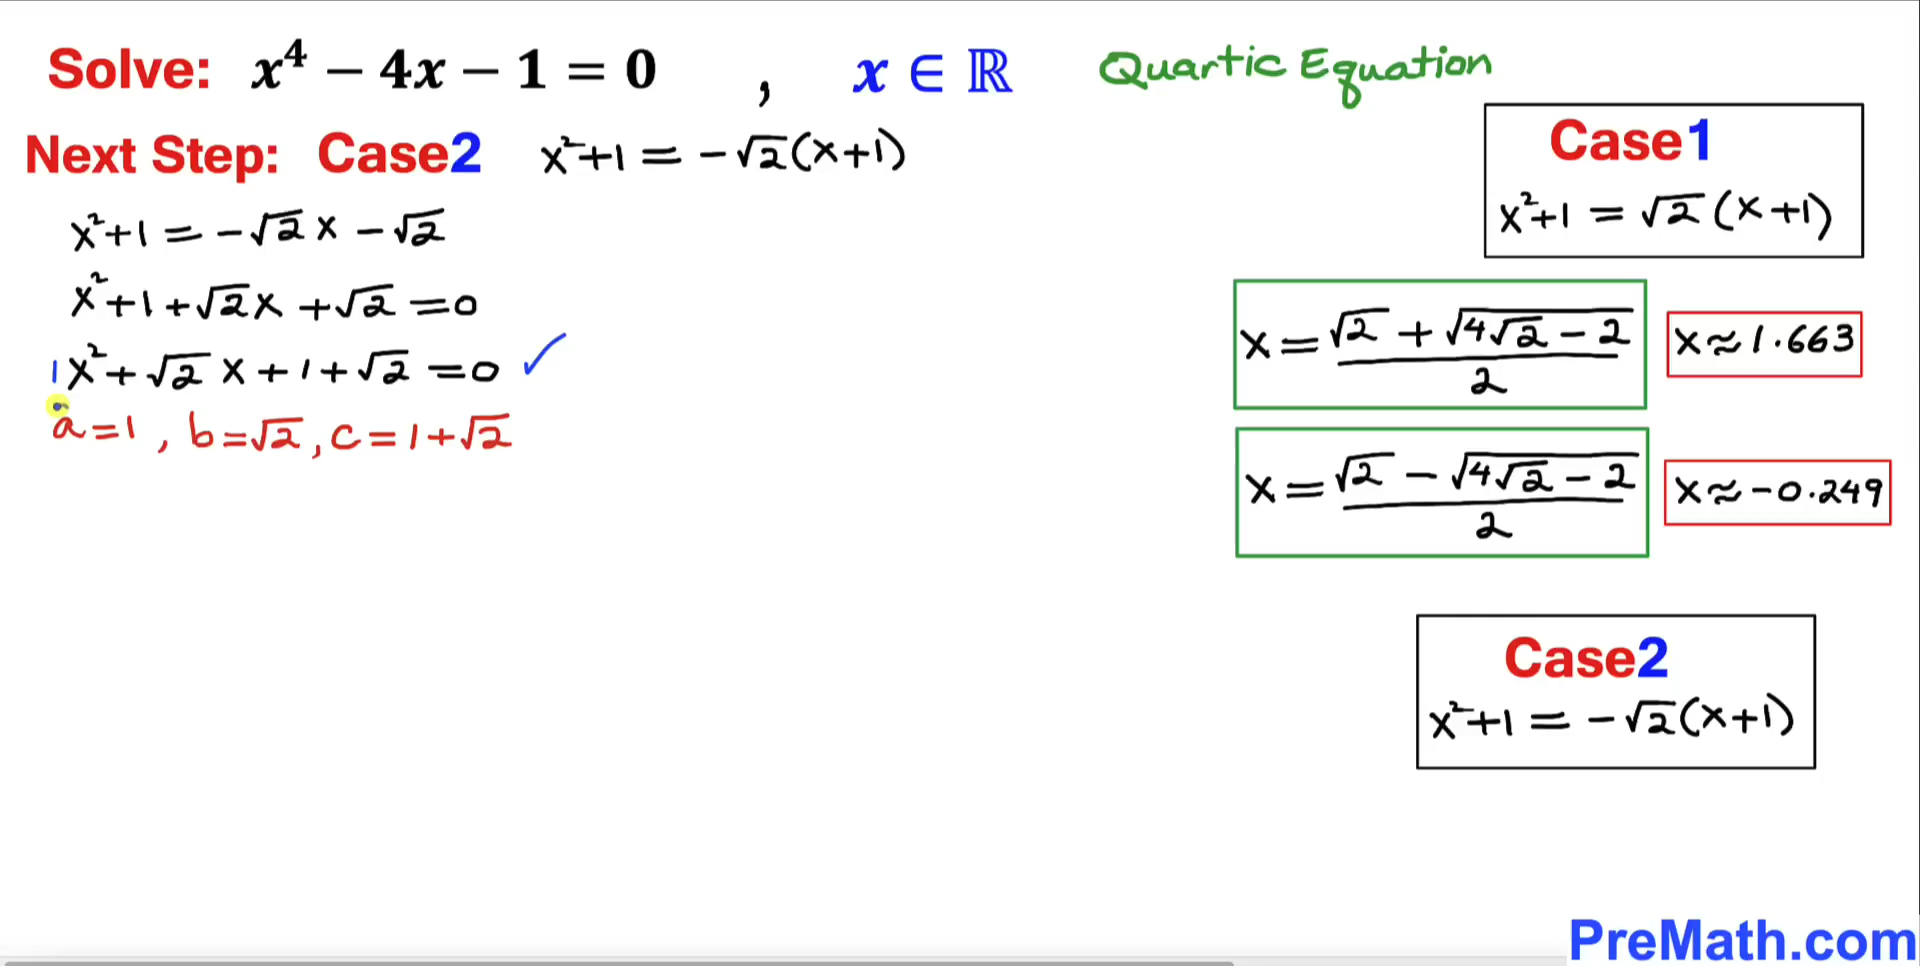 Solve: x⁴ − 4x − 1 = 0 , x ∈ ℝ Quartic Equation
Next Step: Case2 x²+1 = −√2(x+1)
x²+1 = −√2 x − √2
x²+1+√2x +√2 =0
1x²+√2 x+1+√2 =0 ✓
a=1, b=√2, c=1+√2
Case1
x²+1 = √2(x+1)
x = (√2 + √(4√2 − 2))/2 x≈1.663
x = (√2 − √(4√2 − 2))/2 x≈−0.249
Case2
x²+1 = −√2(x+1)
PreMath.com